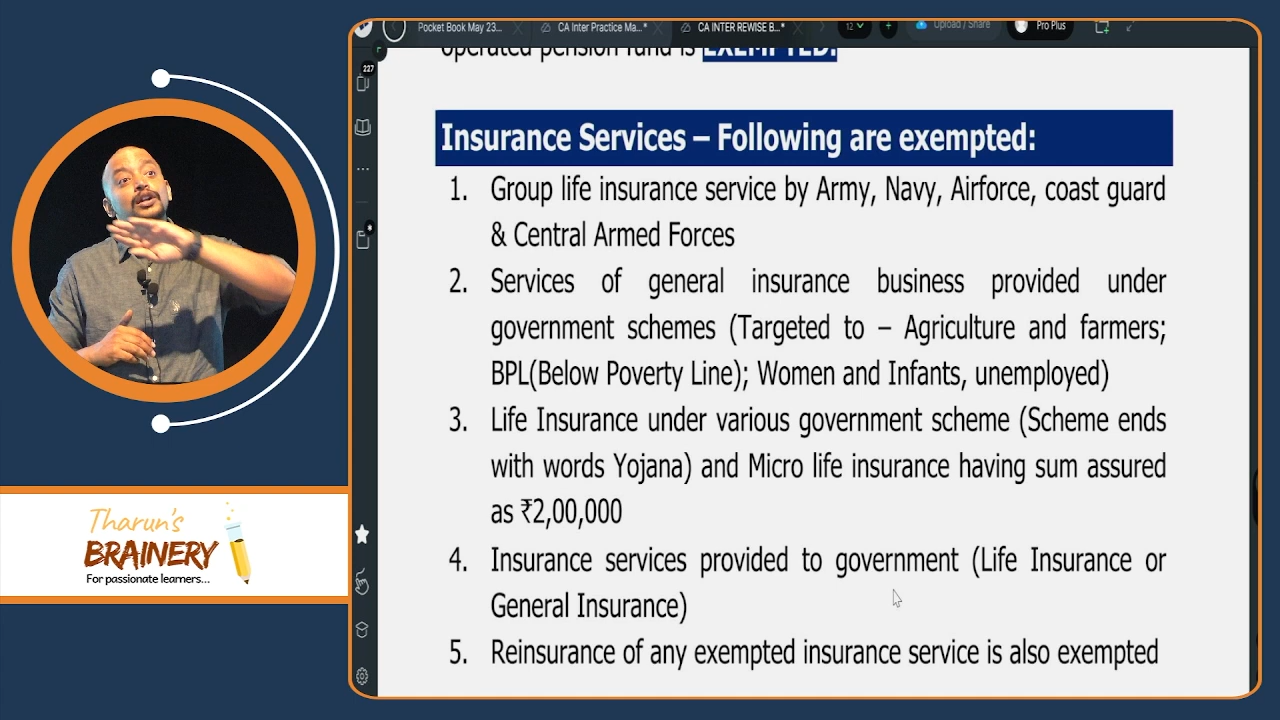 Pocket Book May 23...
CA Inter Practice Ma...*
CA INTER REWISE B...*
12
Upload / Share
Pro Plus
227
operated pension fund is EXEMPTED.
Insurance Services – Following are exempted:
1. Group life insurance service by Army, Navy, Airforce, coast guard
& Central Armed Forces
2. Services of general insurance business provided under
government schemes (Targeted to – Agriculture and farmers;
BPL(Below Poverty Line); Women and Infants, unemployed)
3. Life Insurance under various government scheme (Scheme ends
with words Yojana) and Micro life insurance having sum assured
as ₹2,00,000
4. Insurance services provided to government (Life Insurance or
General Insurance)
5. Reinsurance of any exempted insurance service is also exempted
Tharun's
BRAINERY
For passionate learners...